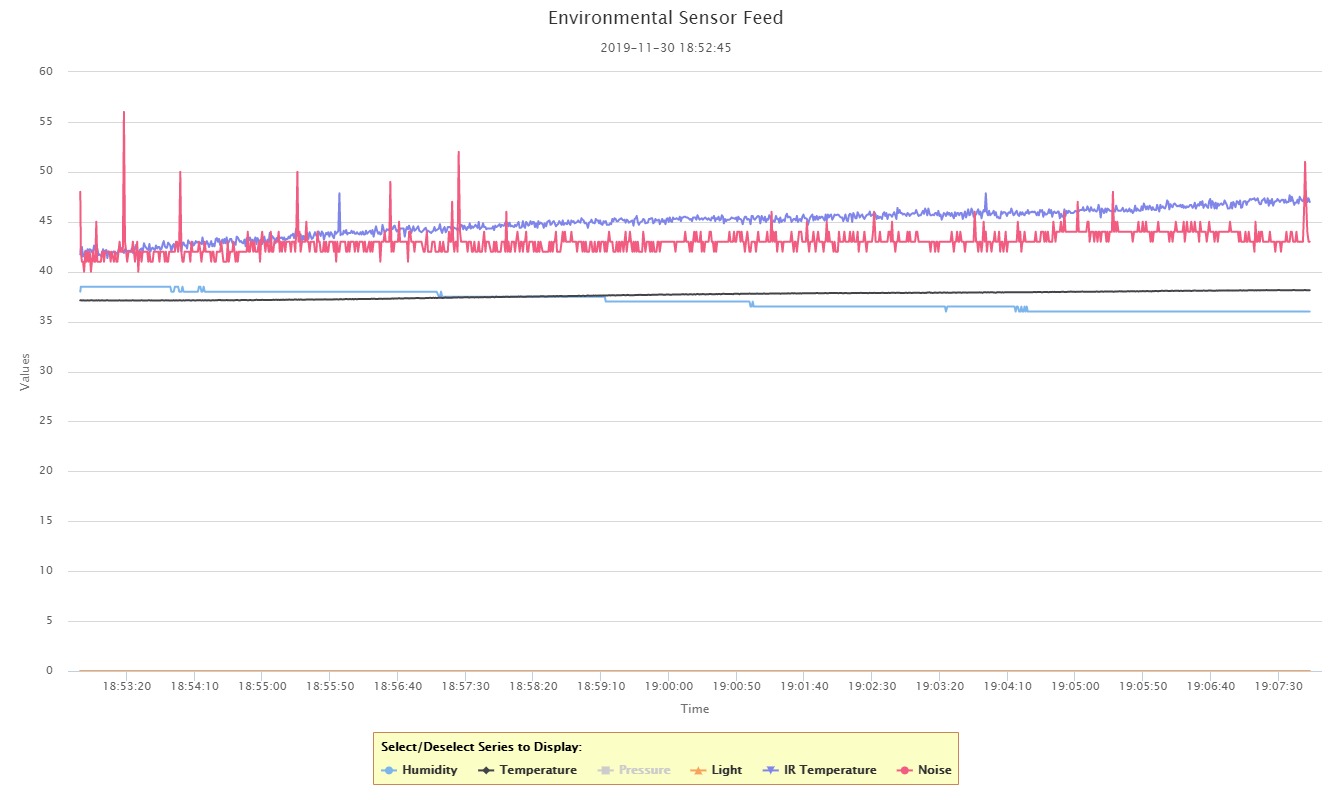 Environmental Sensor Feed
2019-11-30 18:52:45
60
55
50
45
40
35
30
25
20
15
10
5
0
Values
18:53:20 18:54:10 18:55:00 18:55:50 18:56:40 18:57:30 18:58:20 18:59:10 19:00:00 19:00:50 19:01:40 19:02:30 19:03:20 19:04:10 19:05:00 19:05:50 19:06:40 19:07:30
Time
Select/Deselect Series to Display:
Humidity Temperature Pressure Light IR Temperature Noise